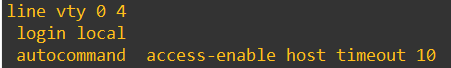 line vty 0 4
 login local
 autocommand  access-enable host timeout 10